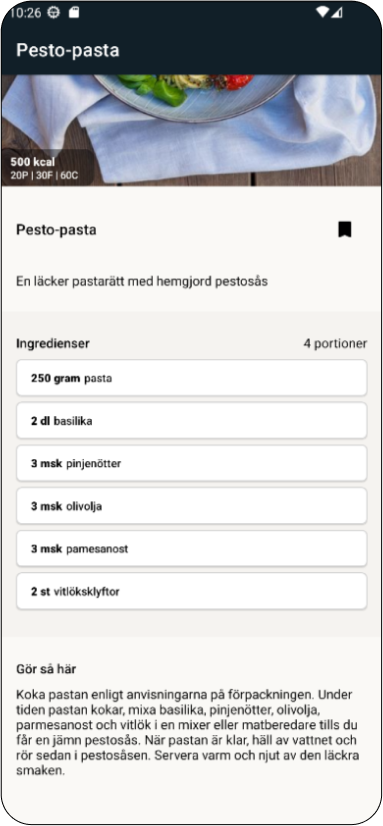 10:26
Pesto-pasta
500 kcal
20P | 30F | 60C
Pesto-pasta
En läcker pastarätt med hemgjord pestosås
Ingredienser 4 portioner
250 gram pasta
2 dl basilika
3 msk pinjenötter
3 msk olivolja
3 msk pamesanost
2 st vitlöksklyftor
Gör så här
Koka pastan enligt anvisningarna på förpackningen. Under
tiden pastan kokar, mixa basilika, pinjenötter, olivolja,
parmesanost och vitlök i en mixer eller matberedare tills du
får en jämn pestosås. När pastan är klar, häll av vattnet och
rör sedan i pestosåsen. Servera varm och njut av den läckra
smaken.